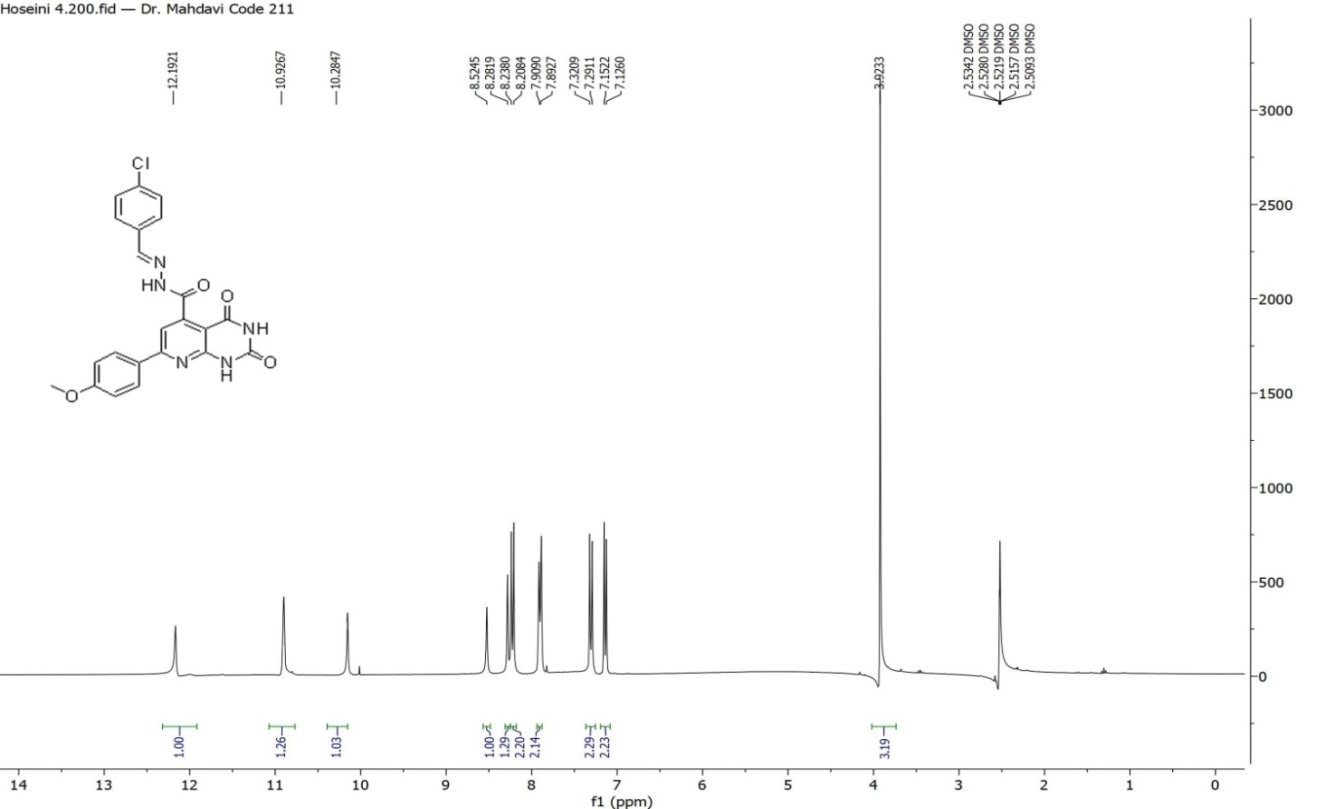 Hoseini 4.200.fid — Dr. Mahdavi Code 211
12.1921
10.9267
10.2847
8.5245
8.2819
8.2380
8.2084
7.9090
7.8927
7.3209
7.2911
7.1522
7.1260
3.9233
2.5342 DMSO
2.5280 DMSO
2.5219 DMSO
2.5157 DMSO
2.5093 DMSO
Cl
N
HN
O
O
NH
N
N
H
O
O
3000
2500
2000
1500
1000
500
0
1.00
1.26
1.03
1.00
1.29
2.20
2.14
2.29
2.23
3.19
14 13 12 11 10 9 8 7 6 5 4 3 2 1 0
f1 (ppm)